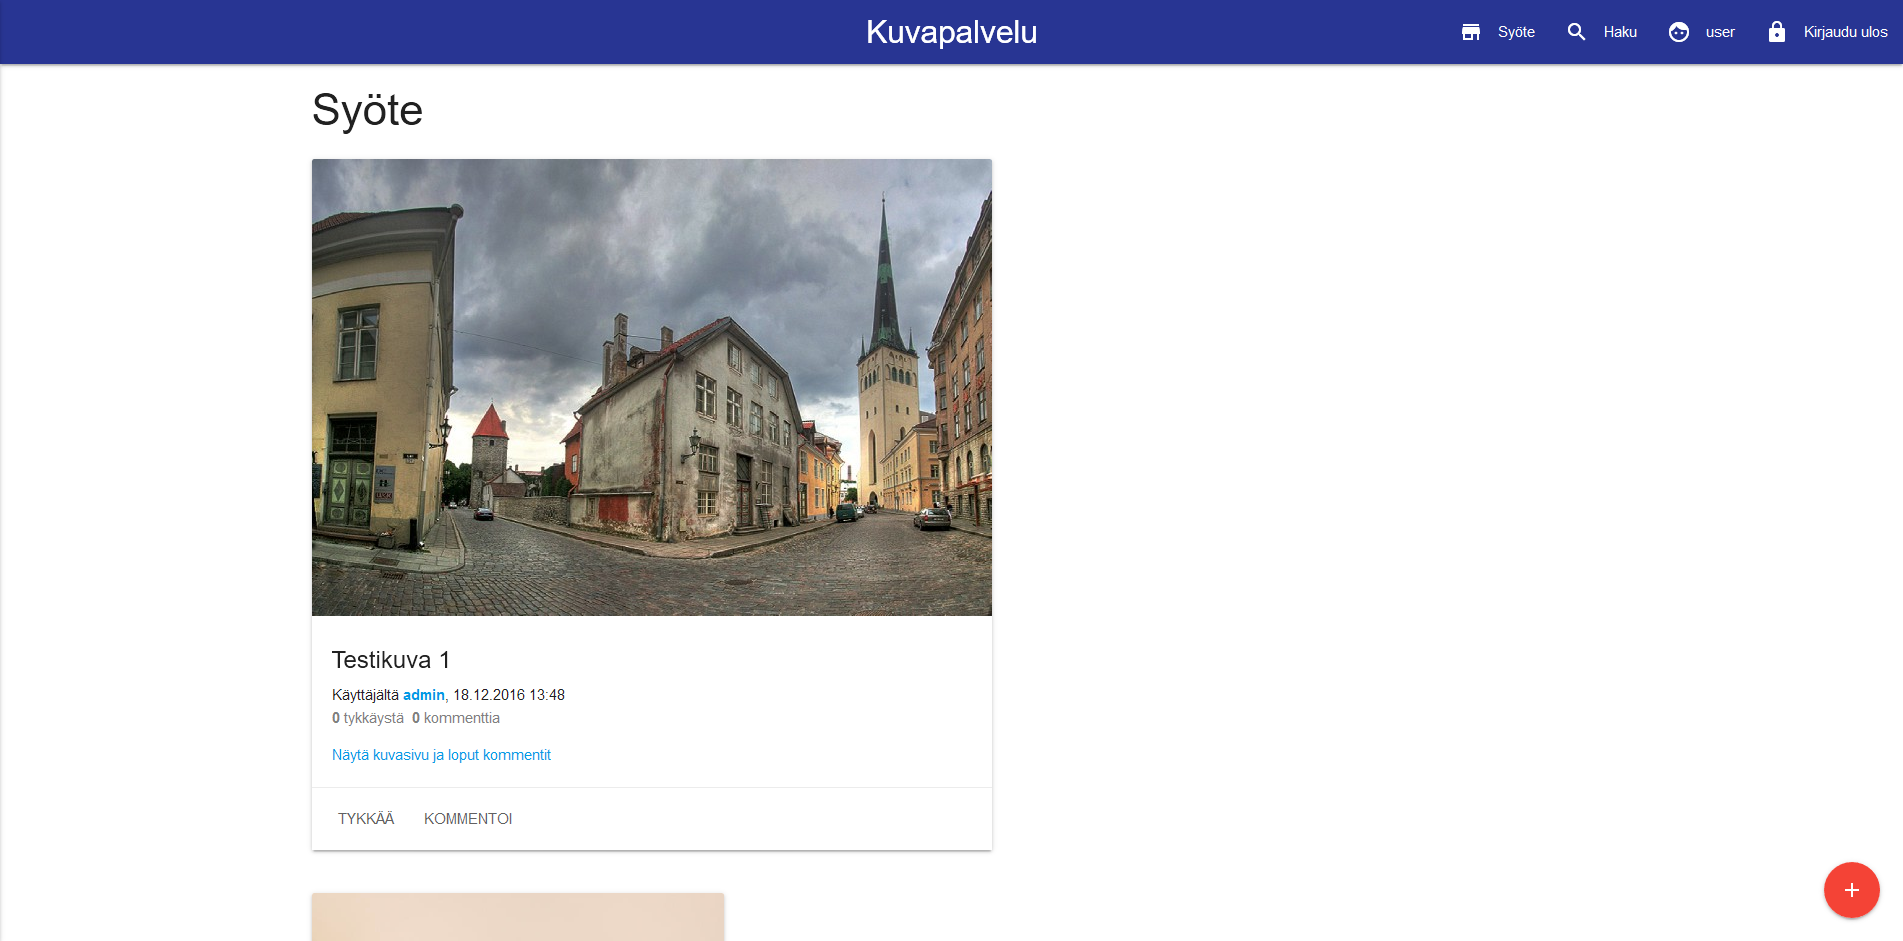 Kuvapalvelu
Syöte
Haku
user
Kirjaudu ulos
Syöte
Testikuva 1
Käyttäjältä admin, 18.12.2016 13:48
0 tykkäystä 0 kommenttia
Näytä kuvasivu ja loput kommentit
TYKKÄÄ KOMMENTOI